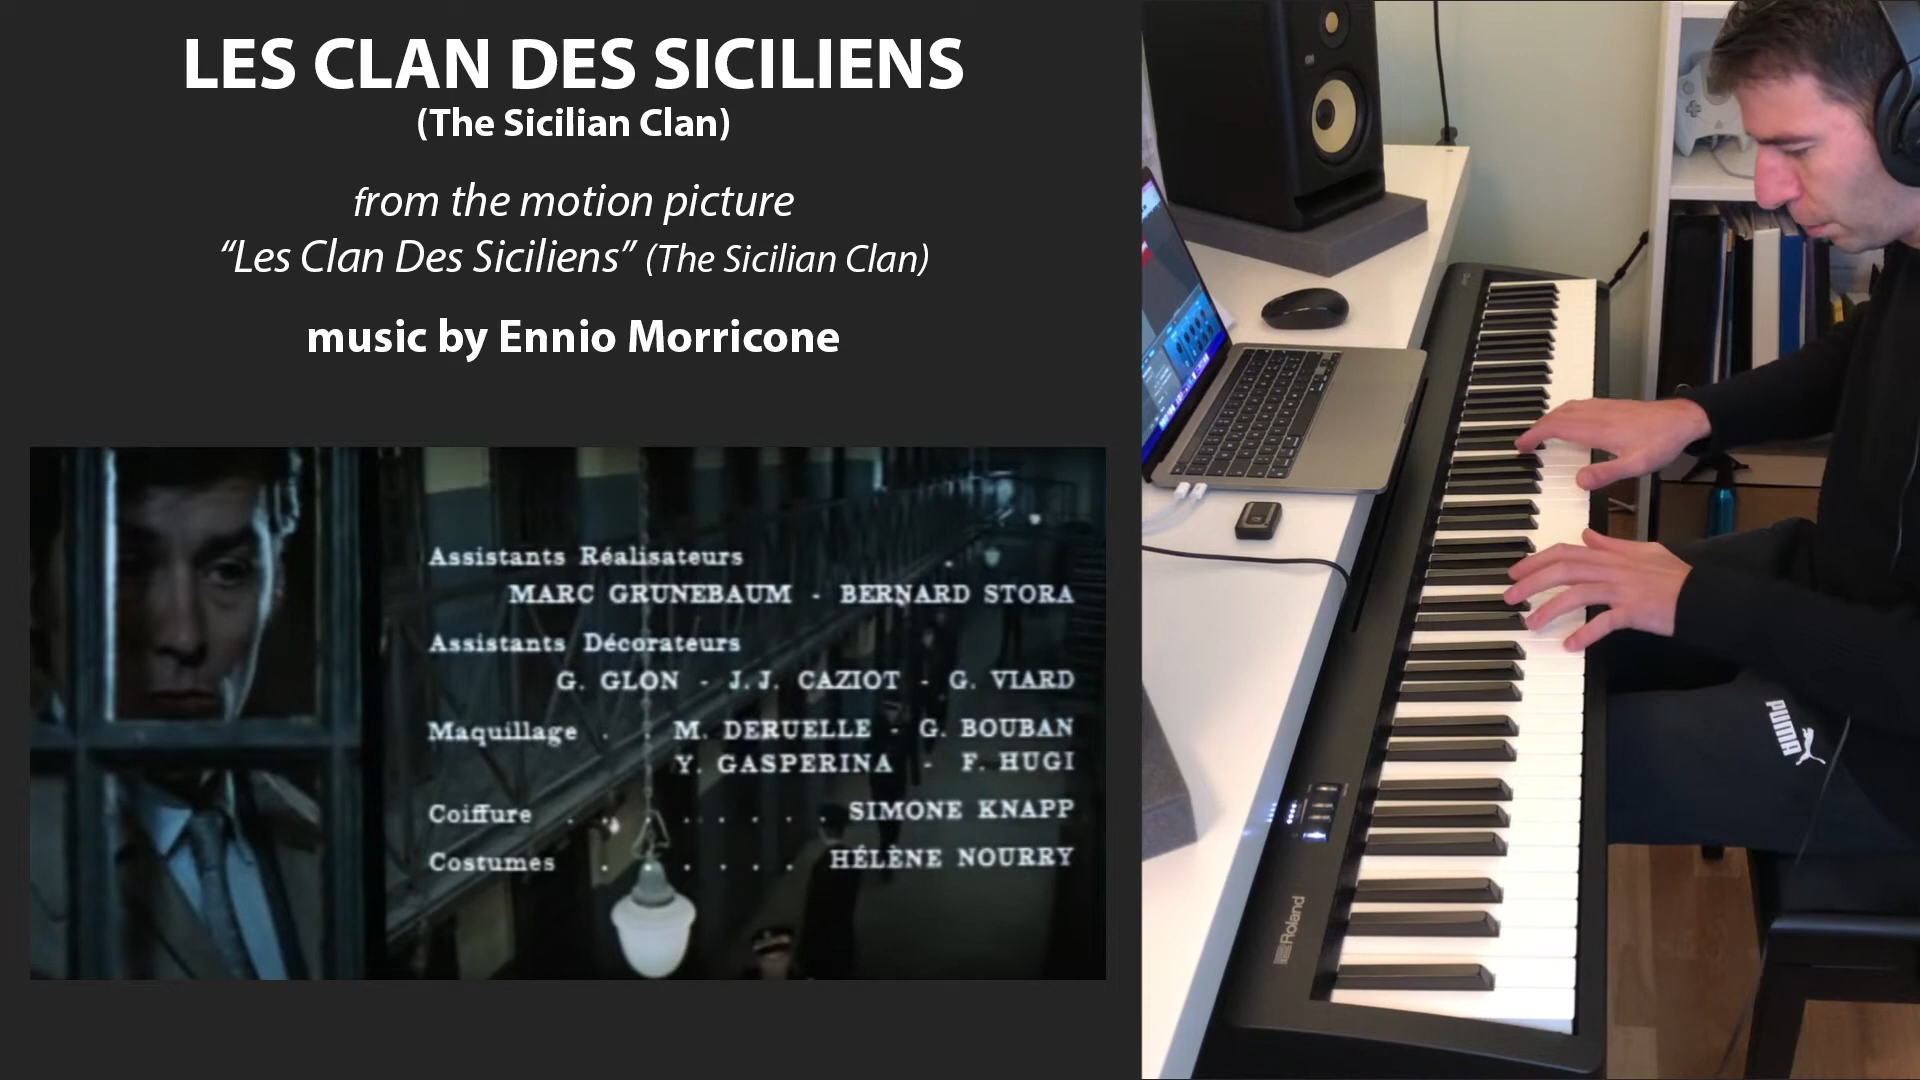 LES CLAN DES SICILIENS
(The Sicilian Clan)
from the motion picture
“Les Clan Des Siciliens” (The Sicilian Clan)
music by Ennio Morricone
Assistants Réalisateurs
MARC GRUNEBAUM - BERNARD STORA
Assistants Décorateurs
G. GLON - J.J. CAZIOT - G. VIARD
Maquillage . . M. DERUELLE - G. BOUBAN
Y. GASPERINA - F. HUGI
Coiffure . . . . . . . . SIMONE KNAPP
Costumes . . . . . . HÉLÈNE NOURRY
Roland
PUMA